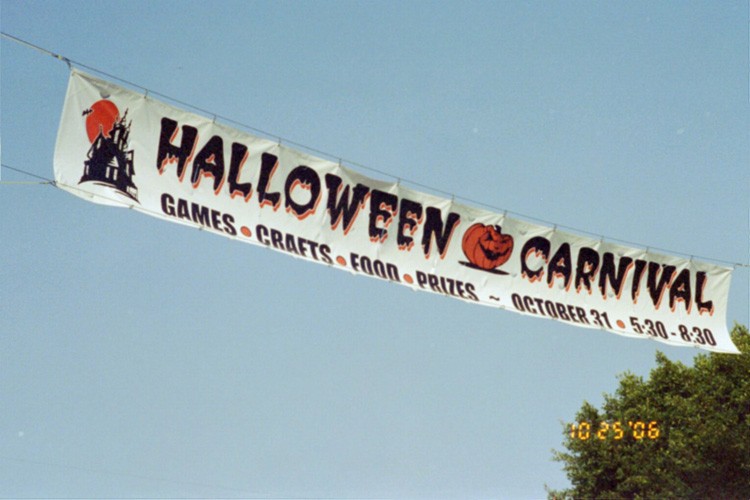 HALLOWEEN CARNIVAL
GAMES • CRAFTS • FOOD • PRIZES ~ OCTOBER 31 • 5:30 - 8:30
10 25 '06